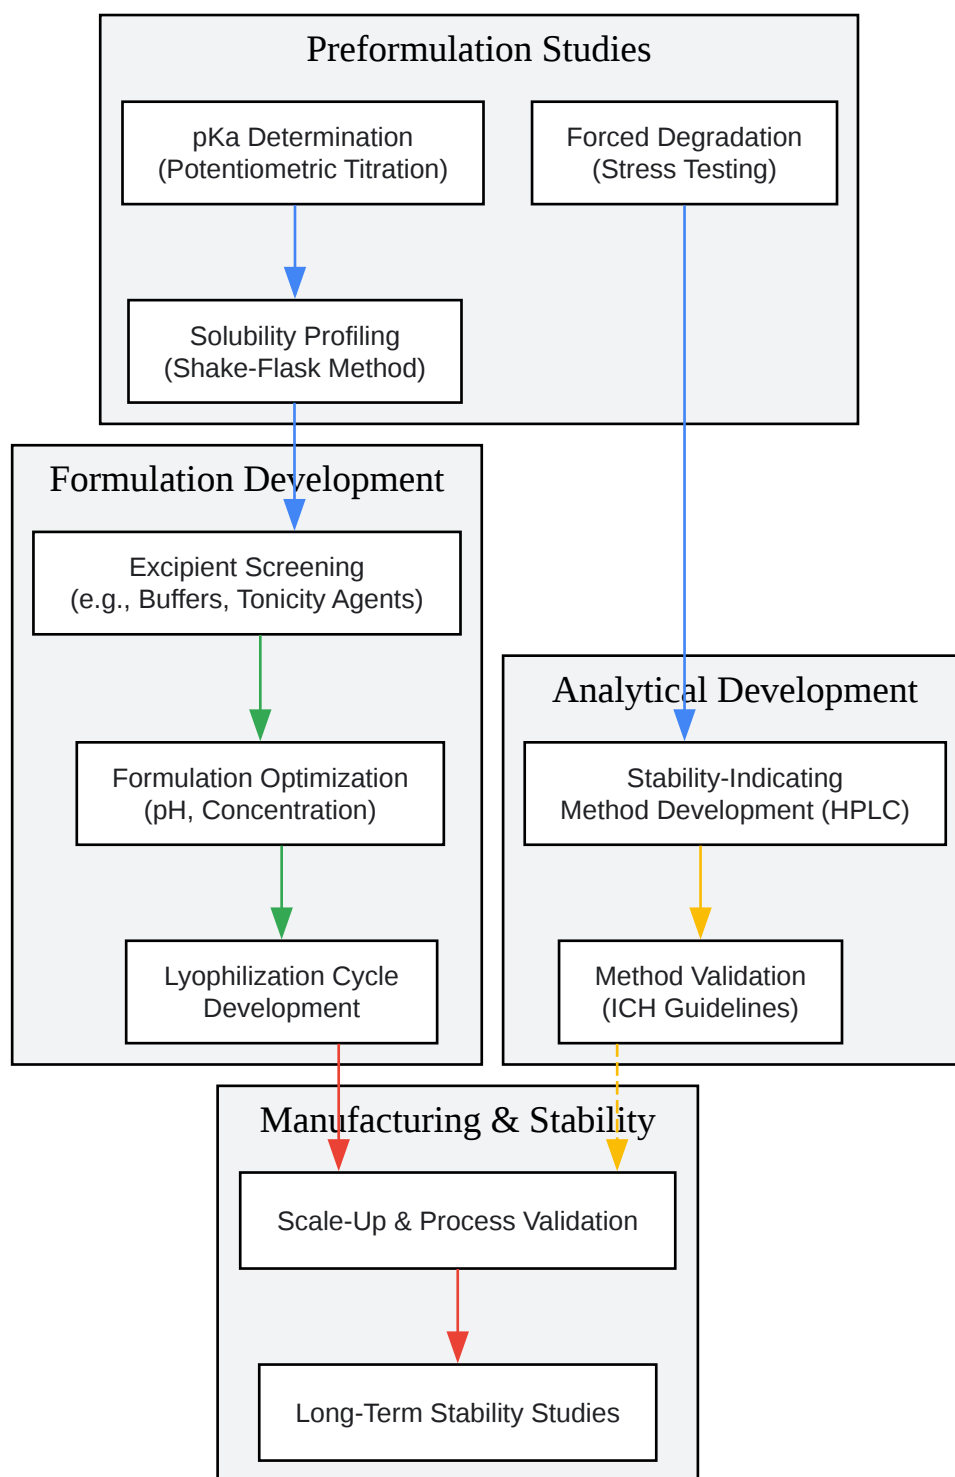 Preformulation Studies
pKa Determination
(Potentiometric Titration)
Forced Degradation
(Stress Testing)
Solubility Profiling
(Shake-Flask Method)
Formulation Development
Excipient Screening
(e.g., Buffers, Tonicity Agents)
Formulation Optimization
(pH, Concentration)
Lyophilization Cycle
Development
Analytical Development
Stability-Indicating
Method Development (HPLC)
Method Validation
(ICH Guidelines)
Manufacturing & Stability
Scale-Up & Process Validation
Long-Term Stability Studies